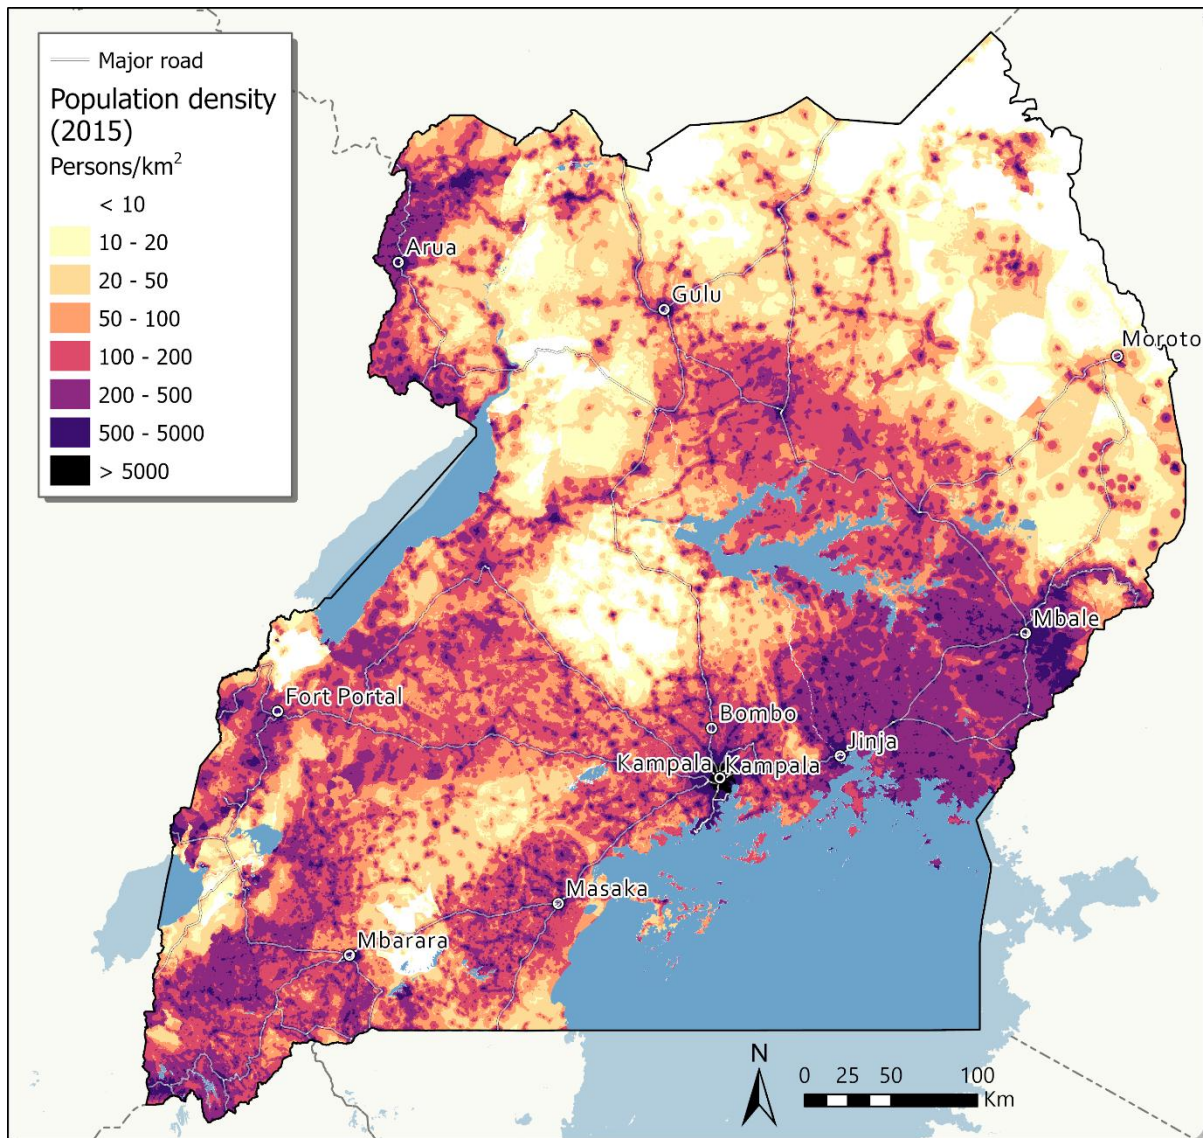 Major road
Population density
(2015)
Persons/km²
< 10
10 - 20
20 - 50
50 - 100
100 - 200
200 - 500
500 - 5000
> 5000
Arua
Gulu
Moroto
Mbale
Fort Portal
Bombo
Jinja
Kampala Kampala
Masaka
Mbarara
N
0 25 50 100
Km